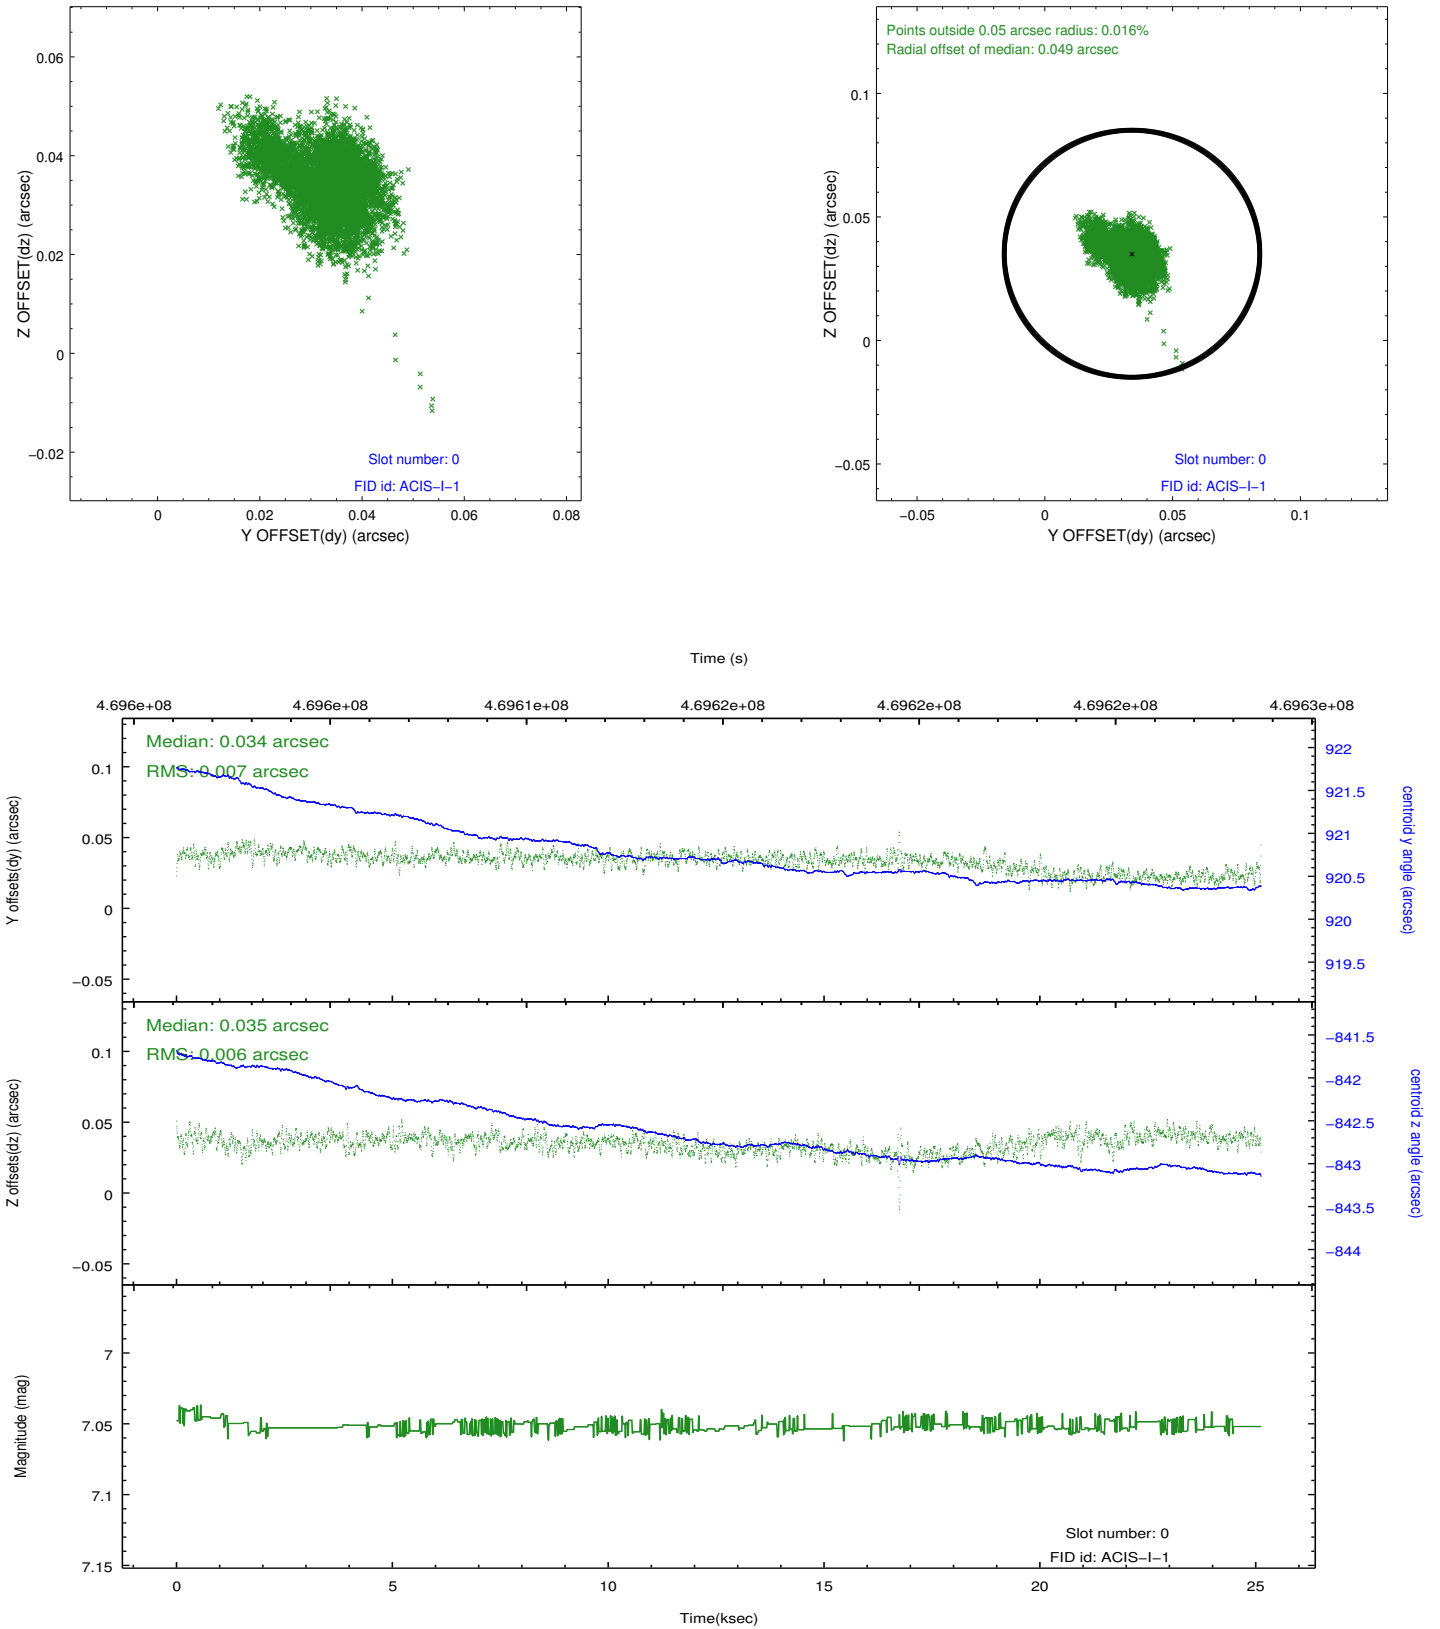 0.06
0.04
0.02
0
−0.02
Z OFFSET(dz) (arcsec)
Slot number: 0
FID id: ACIS−I−1
0 0.02 0.04 0.06 0.08
Y OFFSET(dy) (arcsec)
Points outside 0.05 arcsec radius: 0.016%
Radial offset of median: 0.049 arcsec
0.1
0.05
0
−0.05
Z OFFSET(dz) (arcsec)
Slot number: 0
FID id: ACIS−I−1
−0.05 0 0.05 0.1
Y OFFSET(dy) (arcsec)
Time (s)
4.696e+08 4.696e+08 4.6961e+08 4.6962e+08 4.6962e+08 4.6962e+08 4.6963e+08
Median: 0.034 arcsec
RMS: 0.007 arcsec
0.1
0.05
0
−0.05
Y offsets(dy) (arcsec)
922
921.5
921
920.5
920
919.5
centroid y angle (arcsec)
Median: 0.035 arcsec
RMS: 0.006 arcsec
0.1
0.05
0
−0.05
Z offsets(dz) (arcsec)
−841.5
−842
−842.5
−843
−843.5
−844
centroid z angle (arcsec)
7
7.05
7.1
7.15
Magnitude (mag)
Slot number: 0
FID id: ACIS−I−1
0 5 10 15 20 25
Time(ksec)